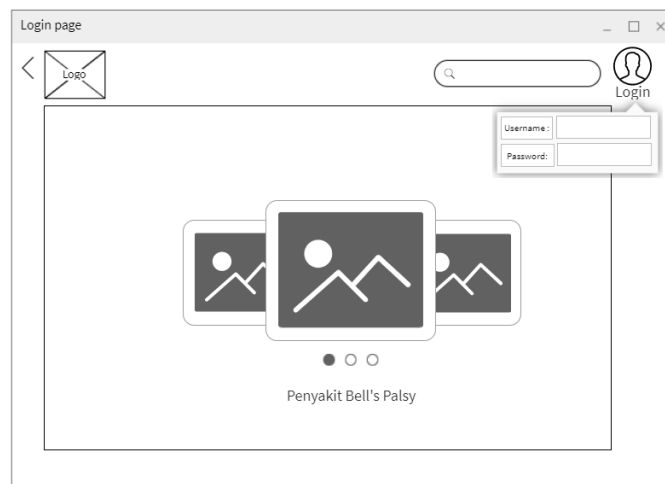 Login page
Logo
Login
Username :
Password:
Penyakit Bell's Palsy